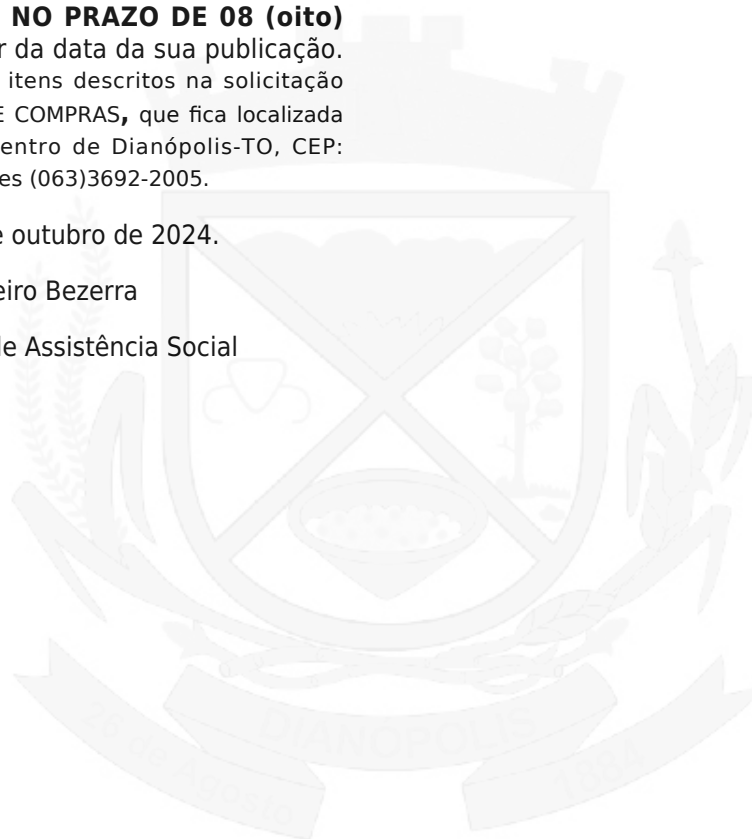 NO PRAZO DE 08 (oito)
r da data da sua publicação.
itens descritos na solicitação
E COMPRAS, que fica localizada
entro de Dianópolis-TO, CEP:
es (063)3692-2005.
e outubro de 2024.
eiro Bezerra
de Assistência Social
DIANÓPOLIS
26 de Agosto
1884